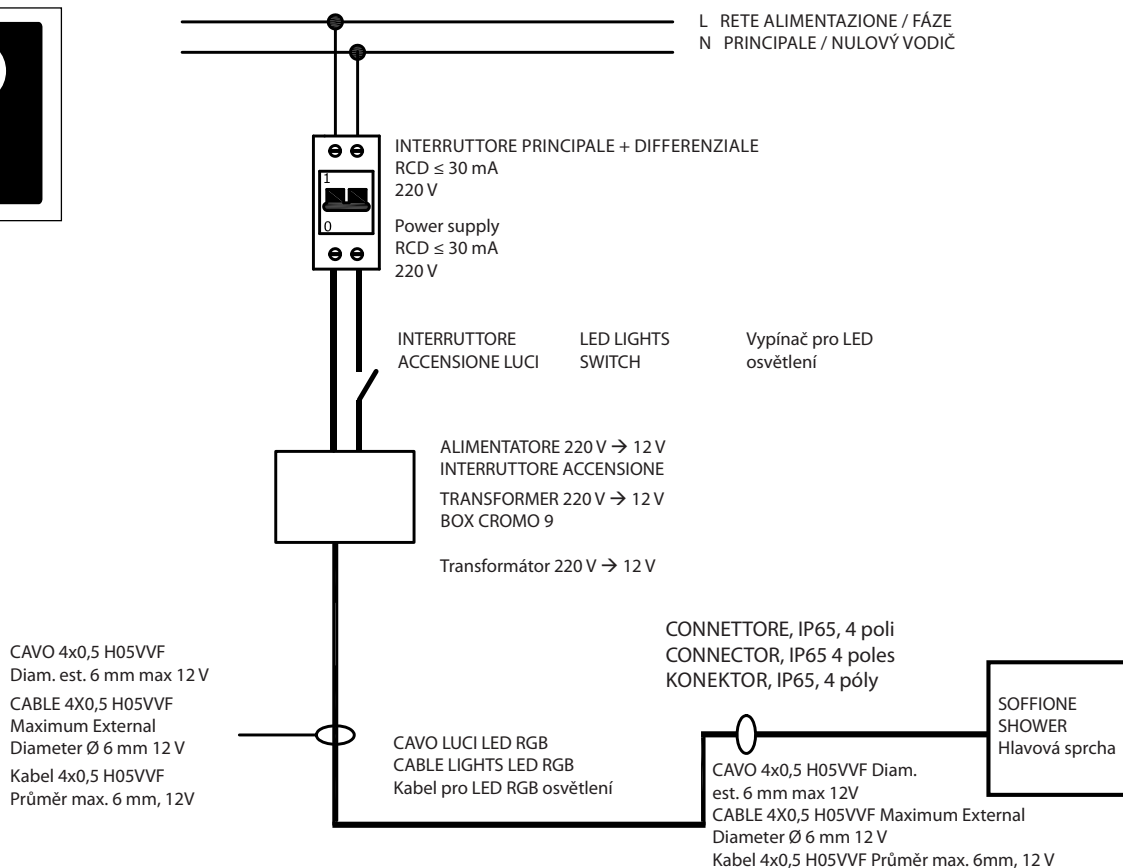 L RETE ALIMENTAZIONE / FÁZE
N PRINCIPALE / NULOVÝ VODIČ
INTERRUTTORE PRINCIPALE + DIFFERENZIALE
RCD ≤ 30 mA
220 V
1
0
Power supply
RCD ≤ 30 mA
220 V
INTERRUTTORE
ACCENSIONE LUCI
LED LIGHTS
SWITCH
Vypínač pro LED
osvětlení
ALIMENTATORE 220 V → 12 V
INTERRUTTORE ACCENSIONE
TRANSFORMER 220 V → 12 V
BOX CROMO 9
Transformátor 220 V → 12 V
CAVO 4x0,5 H05VVF
Diam. est. 6 mm max 12 V
CABLE 4X0,5 H05VVF
Maximum External
Diameter Ø 6 mm 12 V
Kabel 4x0,5 H05VVF
Průměr max. 6 mm, 12V
CAVO LUCI LED RGB
CABLE LIGHTS LED RGB
Kabel pro LED RGB osvětlení
CONNETTORE, IP65, 4 poli
CONNECTOR, IP65 4 poles
KONEKTOR, IP65, 4 póly
SOFFIONE
SHOWER
Hlavová sprcha
CAVO 4x0,5 H05VVF Diam.
est. 6 mm max 12V
CABLE 4X0,5 H05VVF Maximum External
Diameter Ø 6 mm 12 V
Kabel 4x0,5 H05VVF Průměr max. 6mm, 12 V